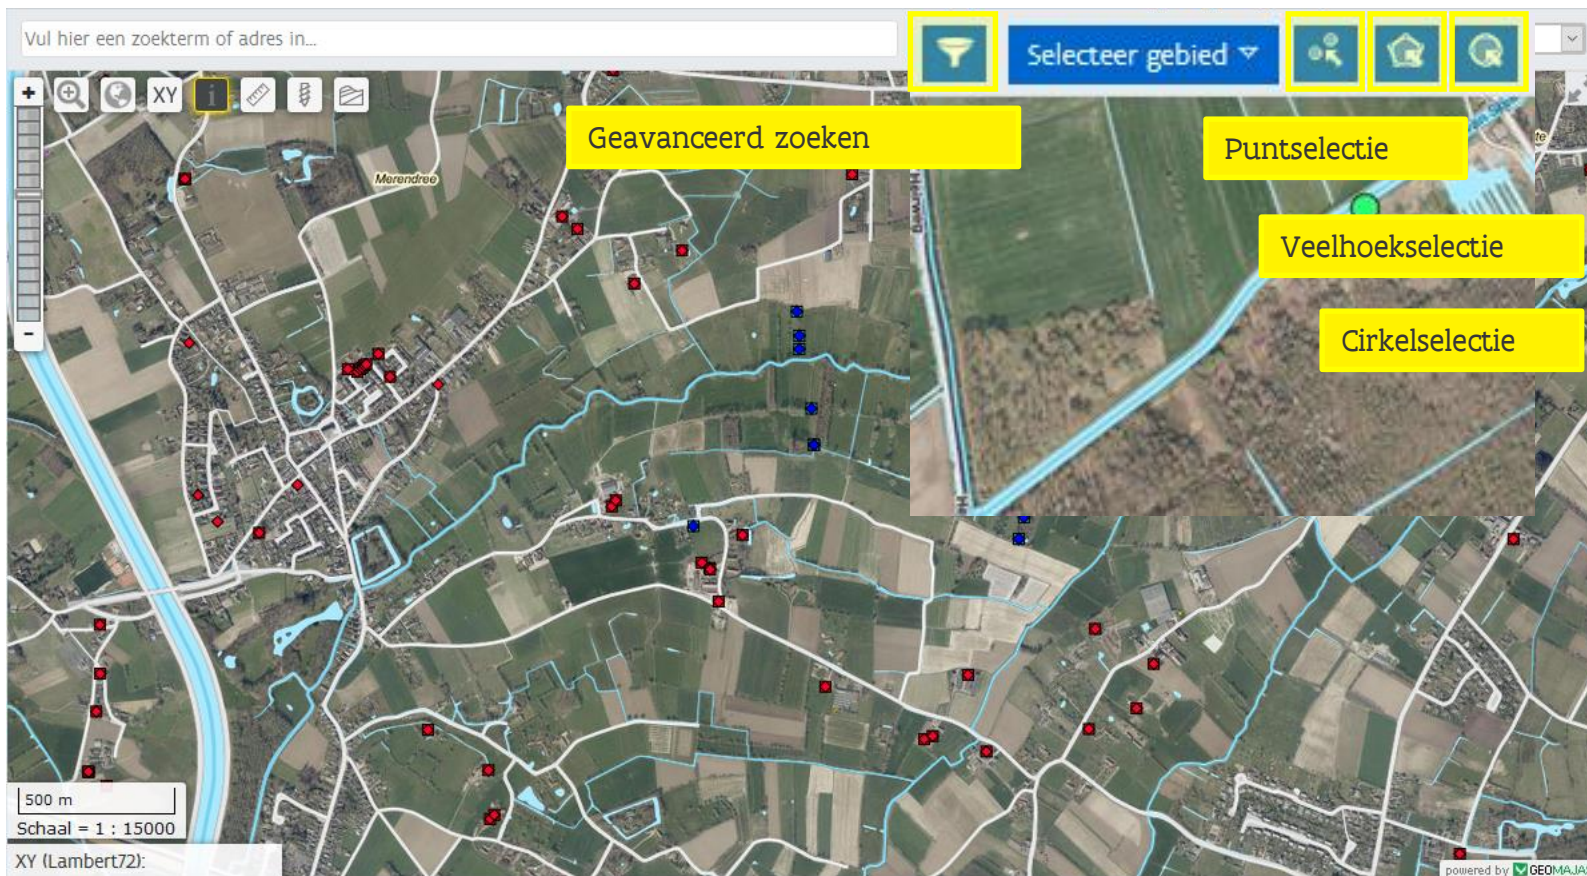 Vul hier een zoekterm of adres in...
Selecteer gebied
XY
Geavanceerd zoeken
Puntselectie
Merendree
Veelhoekselectie
Cirkelselectie
500 m
Schaal = 1 : 15000
XY (Lambert72):
powered by GEOMAJAS